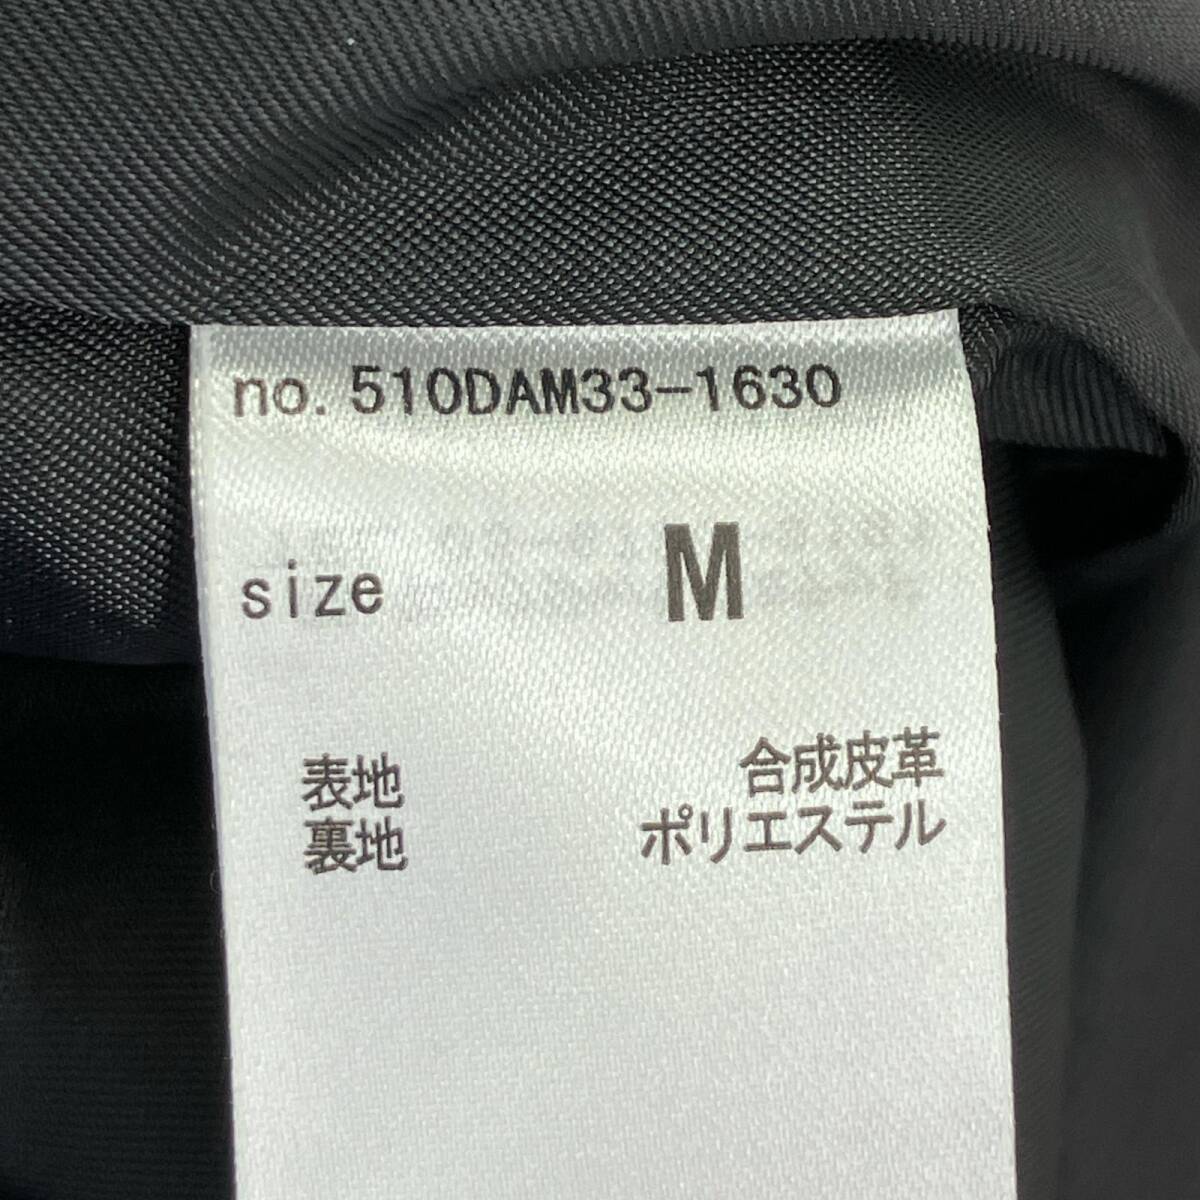 no. 510DAM33-1630
size M
表地 合成皮革
裏地 ポリエステル